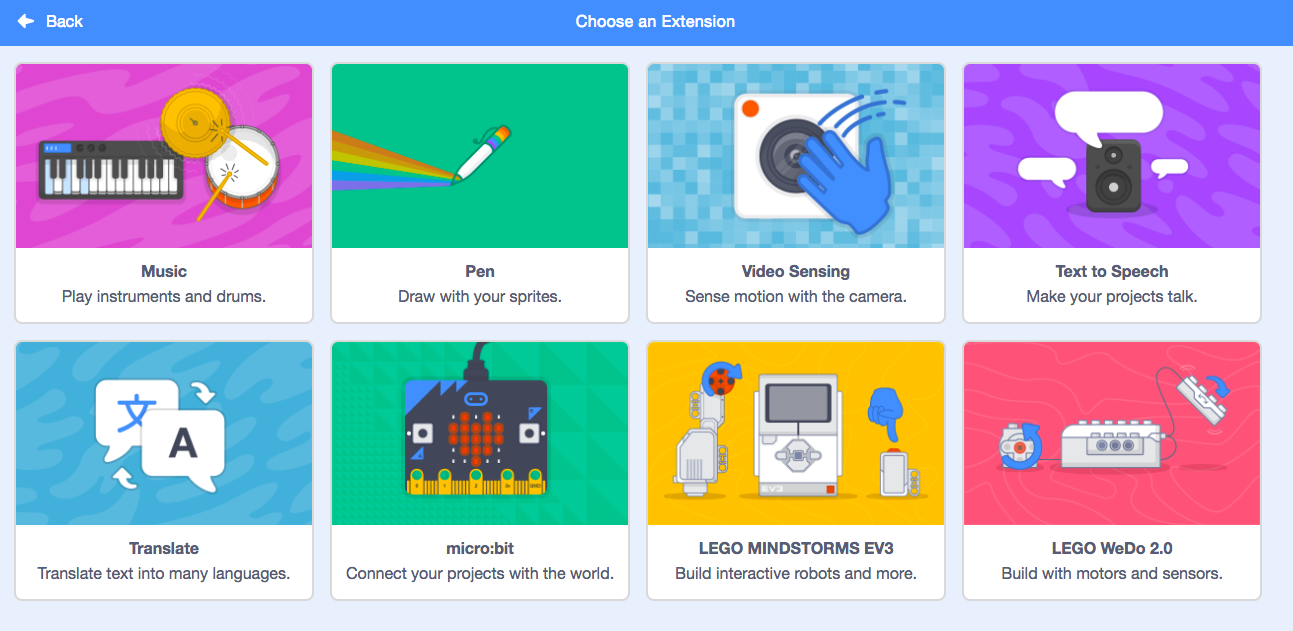 Back
Choose an Extension
Music
Play instruments and drums.
Pen
Draw with your sprites.
Video Sensing
Sense motion with the camera.
Text to Speech
Make your projects talk.
文 A
Translate
Translate text into many languages.
micro:bit
Connect your projects with the world.
EV3
LEGO MINDSTORMS EV3
Build interactive robots and more.
LEGO WeDo 2.0
Build with motors and sensors.